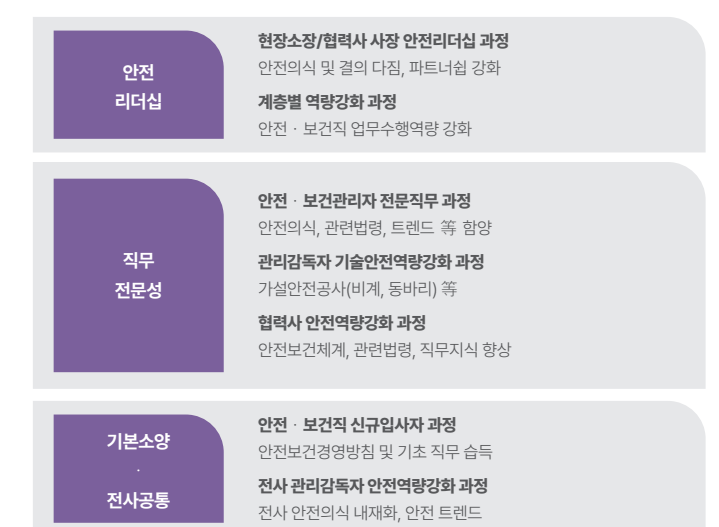 안전
리더십
현장소장/협력사 사장 안전리더십 과정
안전의식 및 결의 다짐, 파트너쉽 강화
계층별 역량강화 과정
안전 · 보건직 업무수행역량 강화
직무
전문성
안전 · 보건관리자 전문직무 과정
안전의식, 관련법령, 트렌드 等 함양
관리감독자 기술안전역량강화 과정
가설안전공사(비계, 동바리) 等
협력사 안전역량강화 과정
안전보건체계, 관련법령, 직무지식 향상
기본소양
·
전사공통
안전 · 보건직 신규입사자 과정
안전보건경영방침 및 기초 직무 습득
전사 관리감독자 안전역량강화 과정
전사 안전의식 내재화, 안전 트렌드